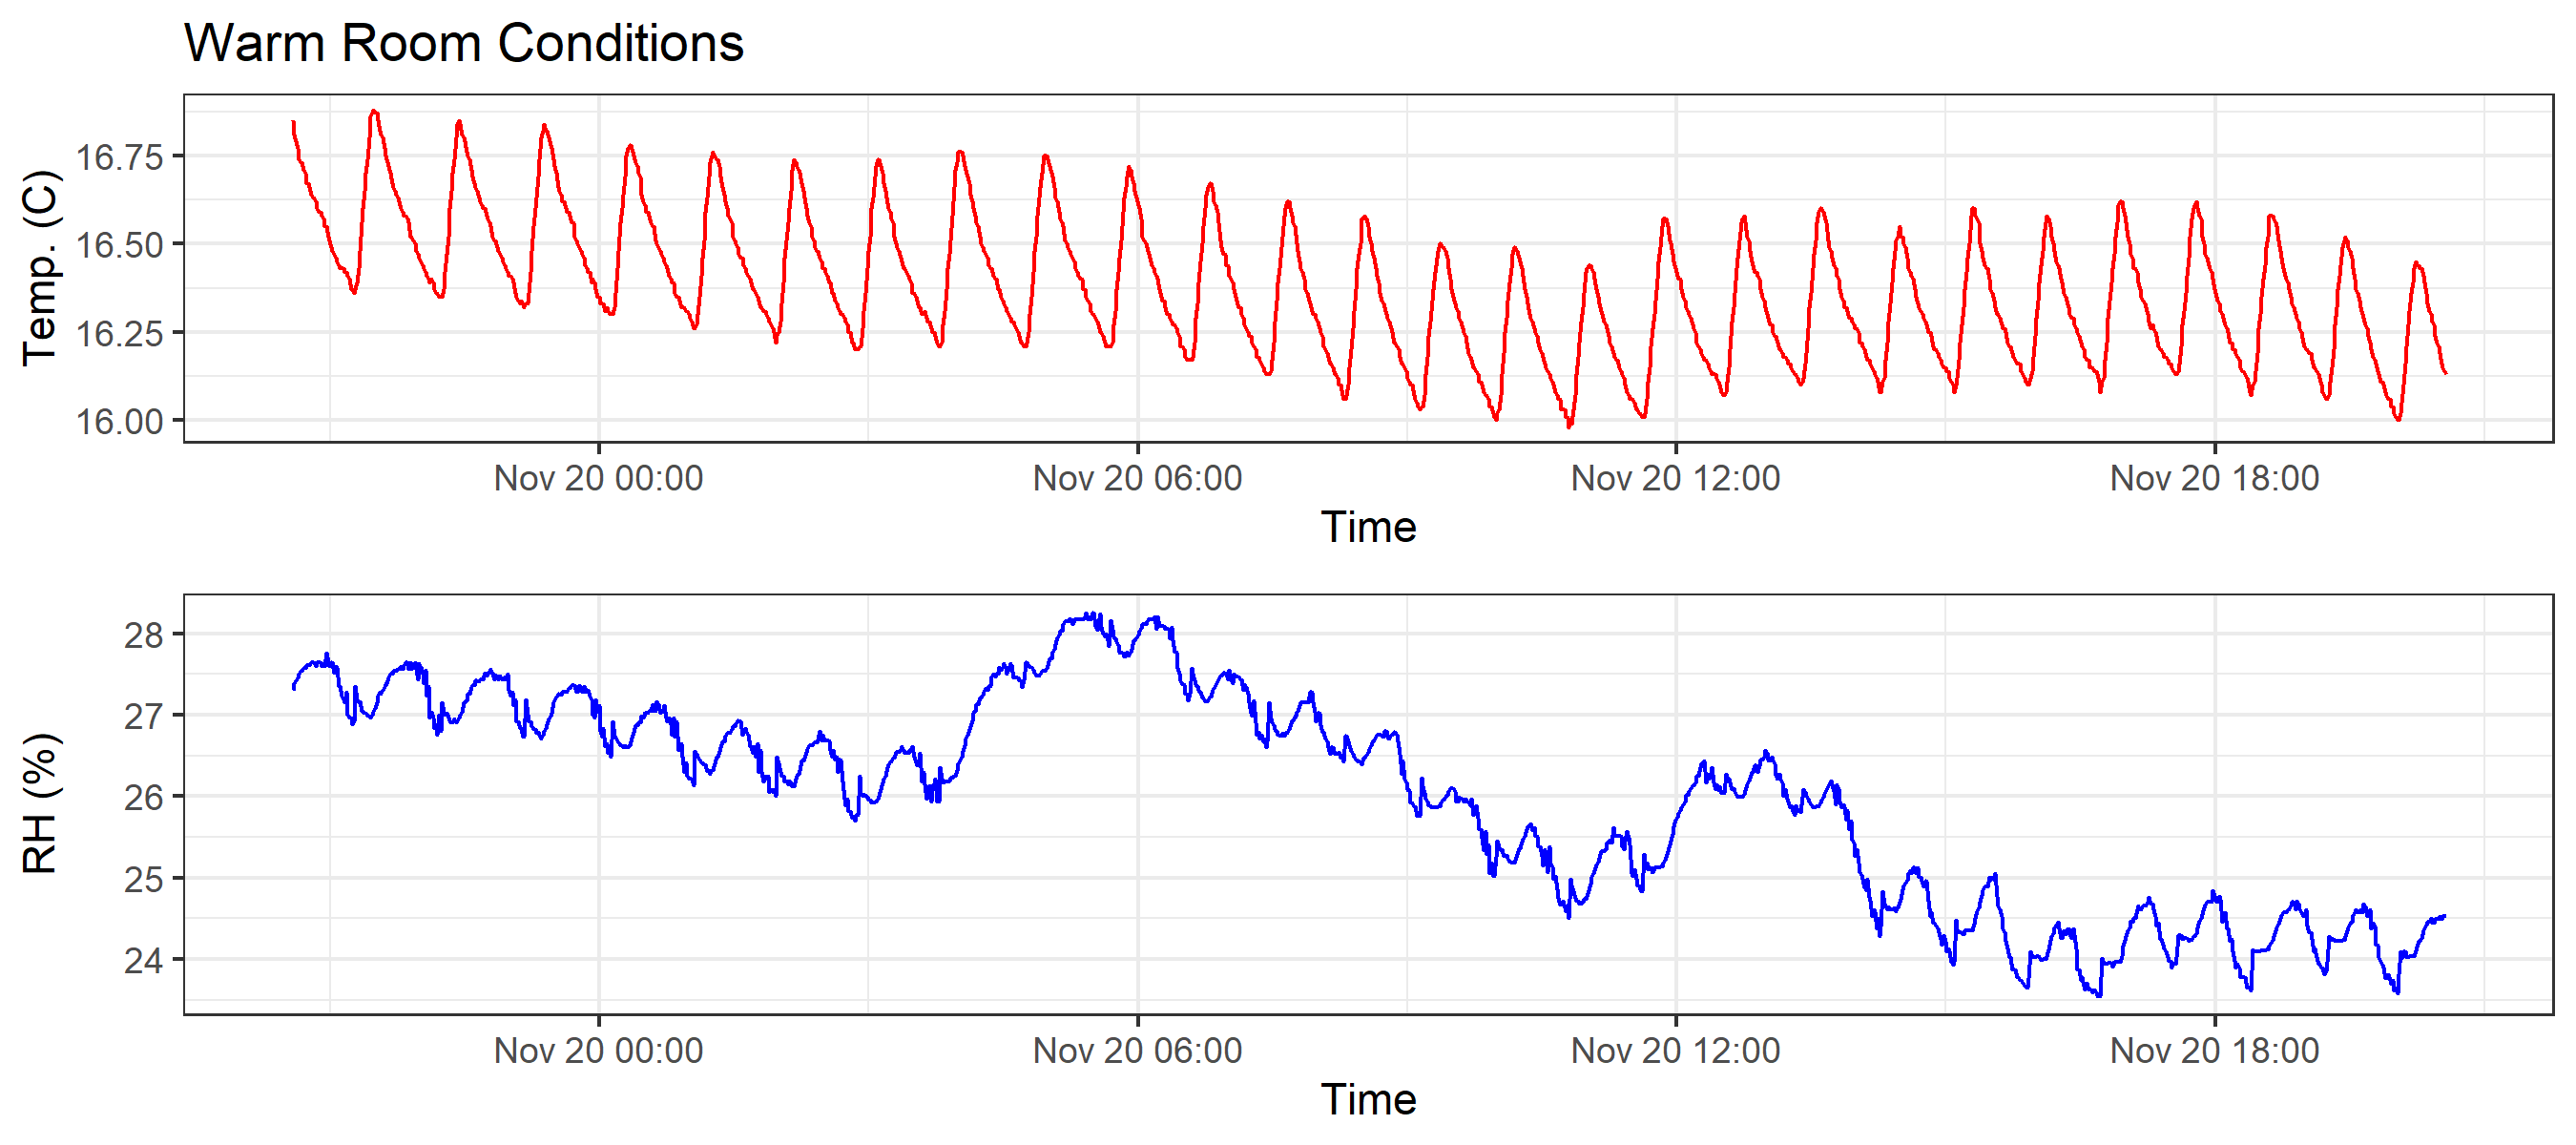 Warm Room Conditions
Temp. (C)
16.75
16.50
16.25
16.00
Nov 20 00:00 Nov 20 06:00 Nov 20 12:00 Nov 20 18:00
Time
RH (%)
28
27
26
25
24
Nov 20 00:00 Nov 20 06:00 Nov 20 12:00 Nov 20 18:00
Time